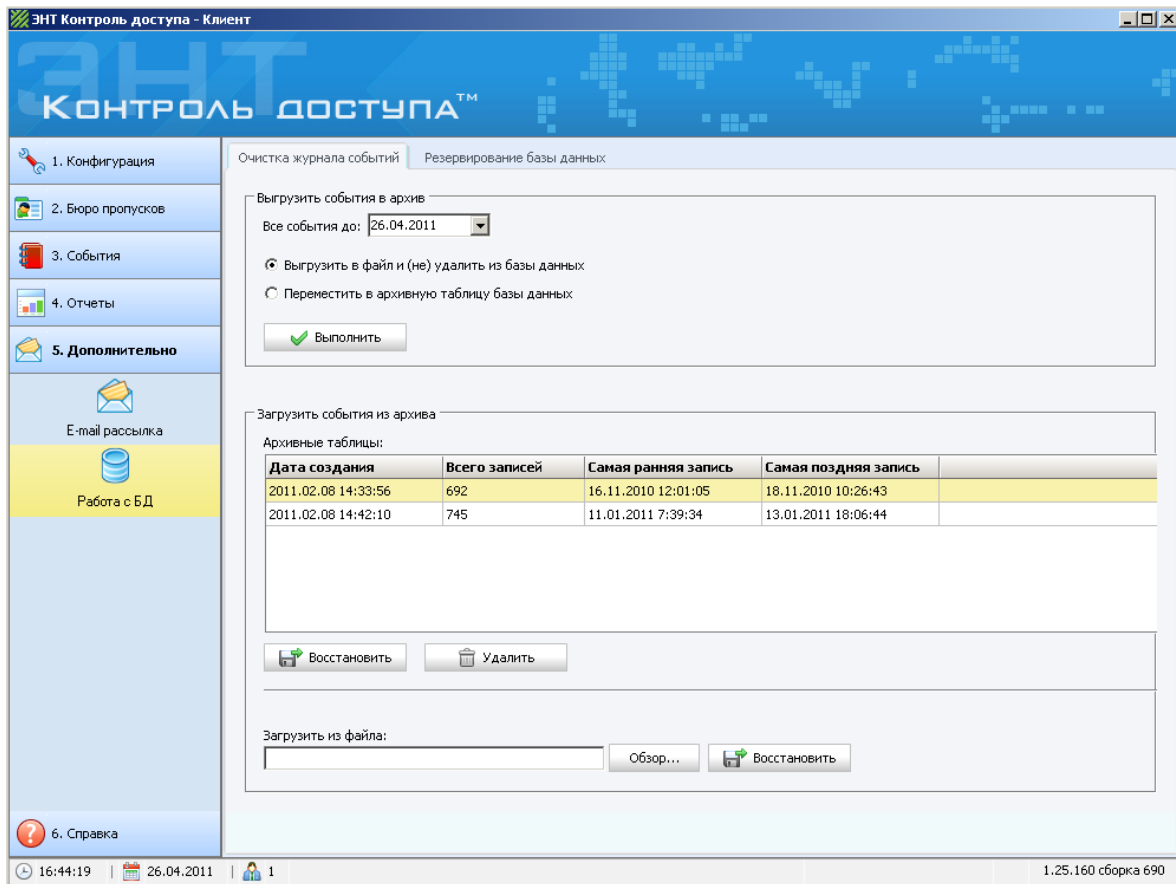 ЭНТ Контроль доступа - Клиент
ЭНТ
Контроль доступа™
1. Конфигурация
2. Бюро пропусков
3. События
4. Отчеты
5. Дополнительно
E-mail рассылка
Работа с БД
6. Справка
Очистка журнала событий Резервирование базы данных
Выгрузить события в архив
Все события до: 26.04.2011
Выгрузить в файл и (не) удалить из базы данных
Переместить в архивную таблицу базы данных
Выполнить
Загрузить события из архива
Архивные таблицы:
Дата создания Всего записей Самая ранняя запись Самая поздняя запись
2011.02.08 14:33:56 692 16.11.2010 12:01:05 18.11.2010 10:26:43
2011.02.08 14:42:10 745 11.01.2011 7:39:34 13.01.2011 18:06:44
Восстановить Удалить
Загрузить из файла:
Обзор... Восстановить
16:44:19 | 26.04.2011 | 1 1.25.160 сборка 690